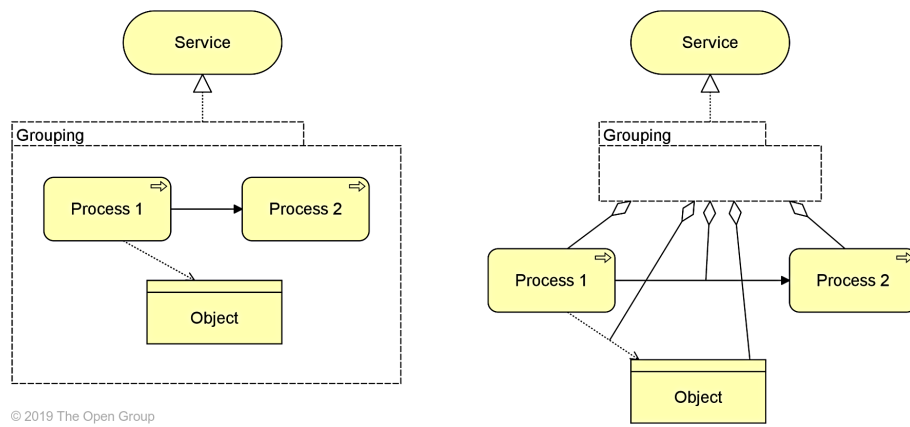 Service
Grouping
Process 1
Process 2
Object
© 2019 The Open Group
Service
Grouping
Process 1
Process 2
Object